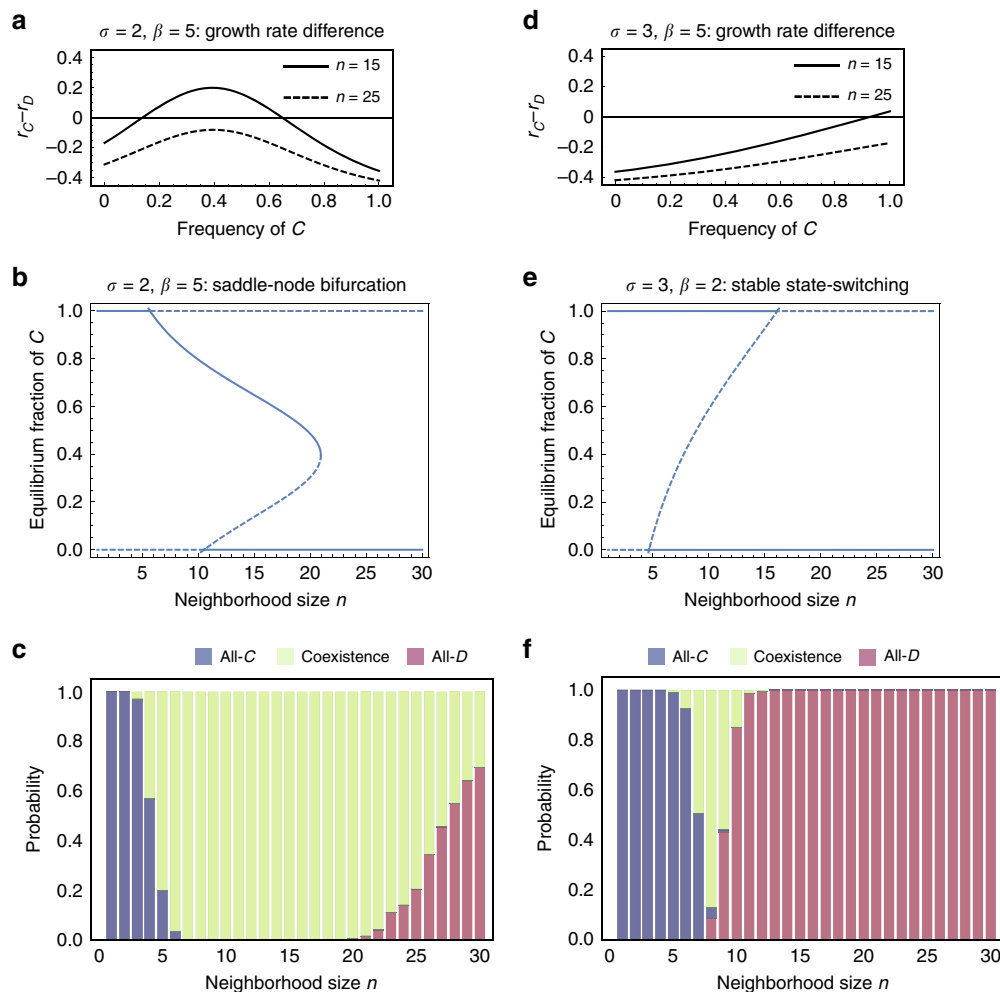 a
σ = 2, β = 5: growth rate difference
0.4
0.2
0
−0.2
−0.4
r_C−r_D
n = 15
n = 25
0
0.2
0.4
0.6
0.8
1.0
Frequency of C
d
σ = 3, β = 5: growth rate difference
0.4
0.2
0
−0.2
−0.4
r_C−r_D
n = 15
n = 25
0
0.2
0.4
0.6
0.8
1.0
Frequency of C
b
σ = 2, β = 5: saddle-node bifurcation
1.0
0.8
0.6
0.4
0.2
0.0
Equilibrium fraction of C
5
10
15
20
25
30
Neighborhood size n
e
σ = 3, β = 2: stable state-switching
1.0
0.8
0.6
0.4
0.2
0.0
Equilibrium fraction of C
5
10
15
20
25
30
Neighborhood size n
c
All-C
Coexistence
All-D
1.0
0.8
0.6
0.4
0.2
0.0
Probability
0
5
10
15
20
25
30
Neighborhood size n
f
All-C
Coexistence
All-D
1.0
0.8
0.6
0.4
0.2
0.0
Probability
0
5
10
15
20
25
30
Neighborhood size n